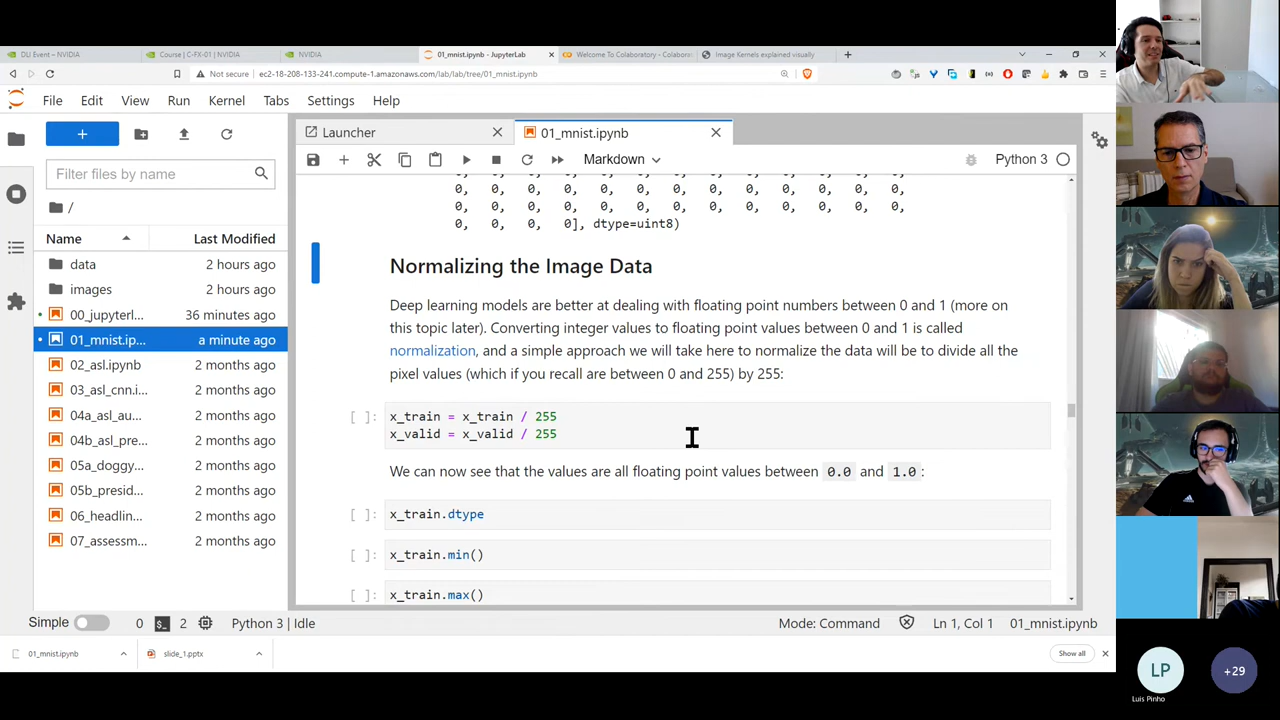 DLI Event – NVIDIA
Course | C-FX-01 | NVIDIA
NVIDIA
01_mnist.ipynb - JupyterLab
Welcome To Colaboratory - Colabora
Image Kernels explained visually
Not secure
ec2-18-208-133-241.compute-1.amazonaws.com/lab/lab/tree/01_mnist.ipynb
File Edit View Run Kernel Tabs Settings Help
Launcher
01_mnist.ipynb
Markdown
Python 3
Filter files by name
/
Name
Last Modified
data 2 hours ago
images 2 hours ago
00_jupyterl... 36 minutes ago
01_mnist.ip... a minute ago
02_asl.ipynb 2 months ago
03_asl_cnn.i... 2 months ago
04a_asl_au... 2 months ago
04b_asl_pre... 2 months ago
05a_doggy... 2 months ago
05b_presid... 2 months ago
06_headlin... 2 months ago
07_assessm... 2 months ago
0, 0, 0, 0, 0, 0, 0, 0, 0, 0, 0,
0, 0, 0, 0, 0, 0, 0, 0, 0, 0, 0,
0, 0, 0, 0], dtype=uint8)
Normalizing the Image Data
Deep learning models are better at dealing with floating point numbers between 0 and 1 (more on
this topic later). Converting integer values to floating point values between 0 and 1 is called
normalization, and a simple approach we will take here to normalize the data will be to divide all the
pixel values (which if you recall are between 0 and 255) by 255:
[ ]: x_train = x_train / 255
x_valid = x_valid / 255
We can now see that the values are all floating point values between 0.0 and 1.0:
[ ]: x_train.dtype
[ ]: x_train.min()
[ ]: x_train.max()
Simple
0
2
Python 3 | Idle
Mode: Command
Ln 1, Col 1
01_mnist.ipynb
01_mnist.ipynb
slide_1.pptx
Show all
LP
Luis Pinho
+29